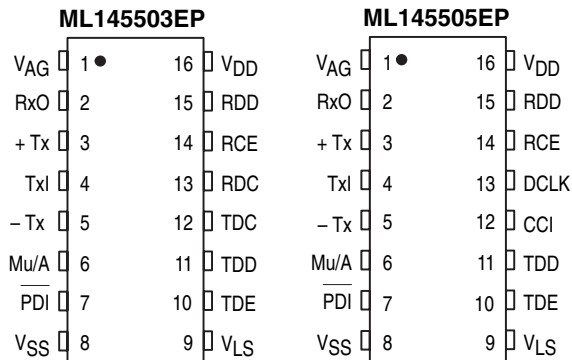 ML145503EP ML145505EP
VAG 1 16 VDD VAG 1 16 VDD
RxO 2 15 RDD RxO 2 15 RDD
+ Tx 3 14 RCE + Tx 3 14 RCE
TxI 4 13 RDC TxI 4 13 DCLK
– Tx 5 12 TDC – Tx 5 12 CCI
Mu/A 6 11 TDD Mu/A 6 11 TDD
PDI 7 10 TDE PDI 7 10 TDE
VSS 8 9 VLS VSS 8 9 VLS